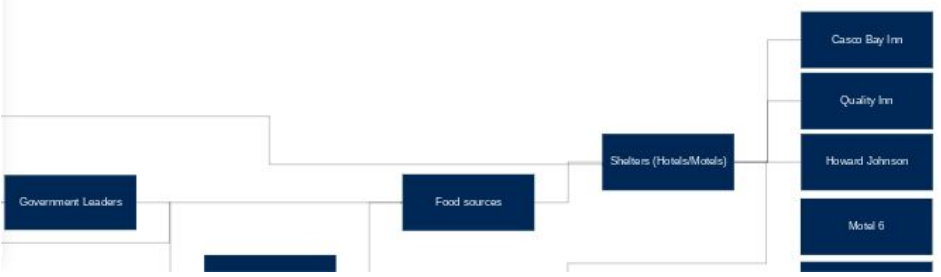 Casco Bay Inn
Quality Inn
Shelters (Hotels/Motels)
Howard Johnson
Government Leaders
Food sources
Motel 6